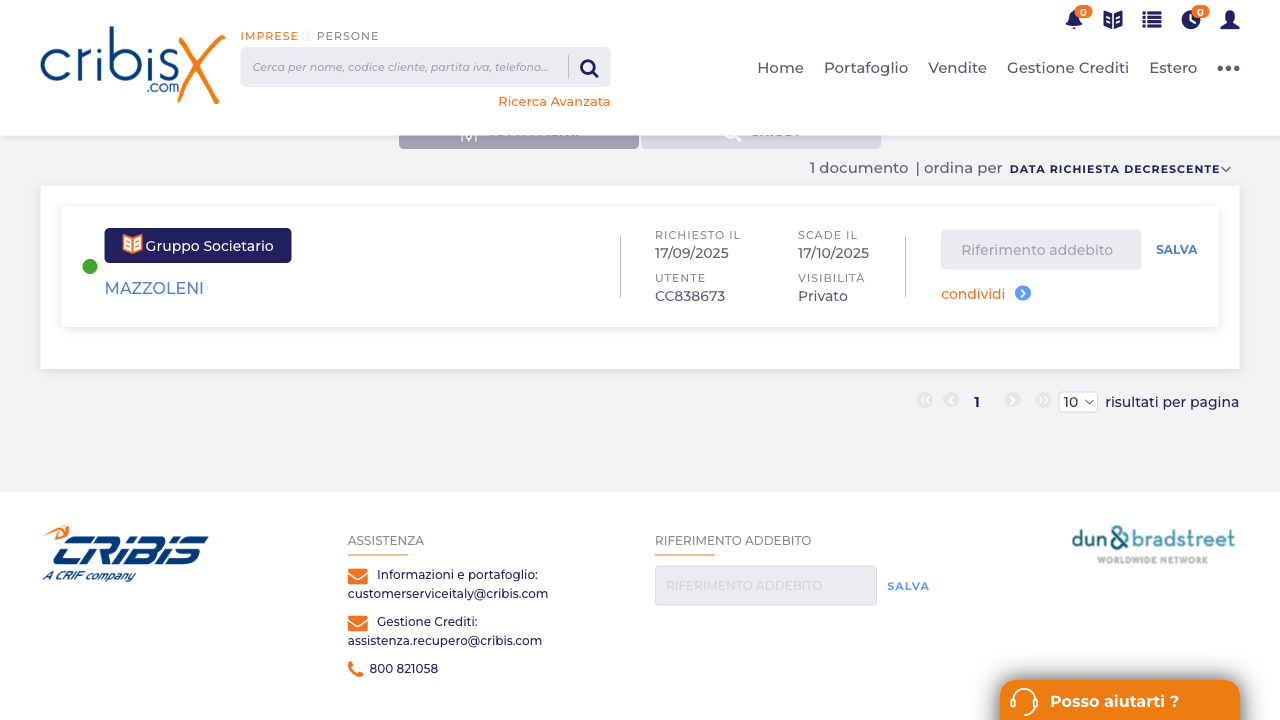 0
0
cribisX
.com
IMPRESE / PERSONE
Cerca per nome, codice cliente, partita iva, telefono...
Ricerca Avanzata
Home
Portafoglio
Vendite
Gestione Crediti
Estero
1 documento | ordina per DATA RICHIESTA DECRESCENTE
Gruppo Societario
MAZZOLENI
RICHIESTO IL
17/09/2025
UTENTE
CC838673
SCADE IL
17/10/2025
VISIBILITÀ
Privato
Riferimento addebito
SALVA
condividi
1
10
risultati per pagina
CRIBIS
A CRIF company
ASSISTENZA
Informazioni e portafoglio:
customerserviceitaly@cribis.com
Gestione Crediti:
assistenza.recupero@cribis.com
800 821058
RIFERIMENTO ADDEBITO
RIFERIMENTO ADDEBITO
SALVA
dun&bradstreet
WORLDWIDE NETWORK
Posso aiutarti ?